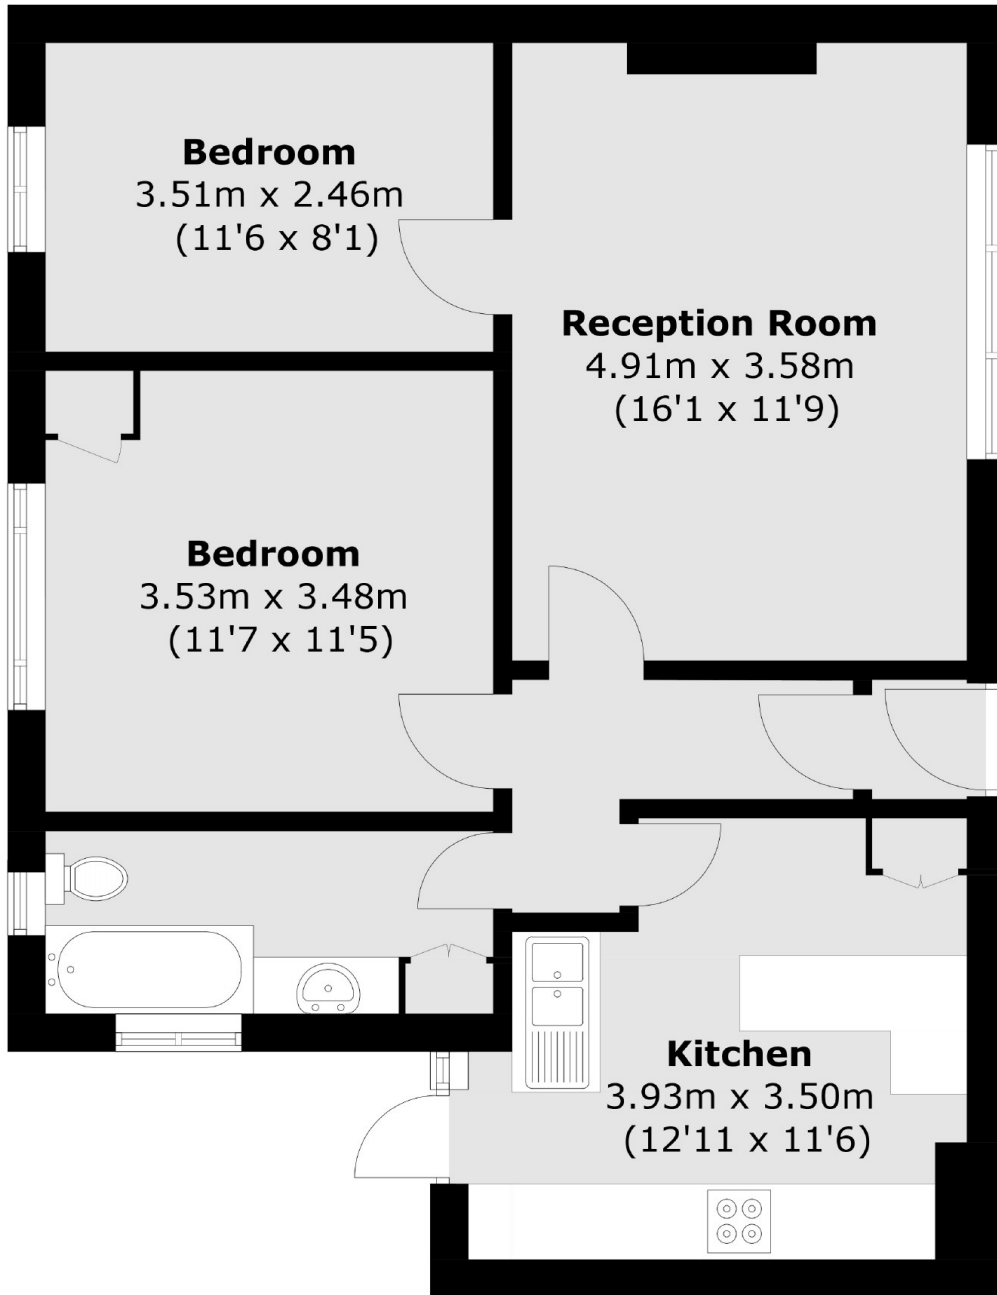 Bedroom
3.51m x 2.46m
(11'6 x 8'1)
Reception Room
4.91m x 3.58m
(16'1 x 11'9)
Bedroom
3.53m x 3.48m
(11'7 x 11'5)
Kitchen
3.93m x 3.50m
(12'11 x 11'6)